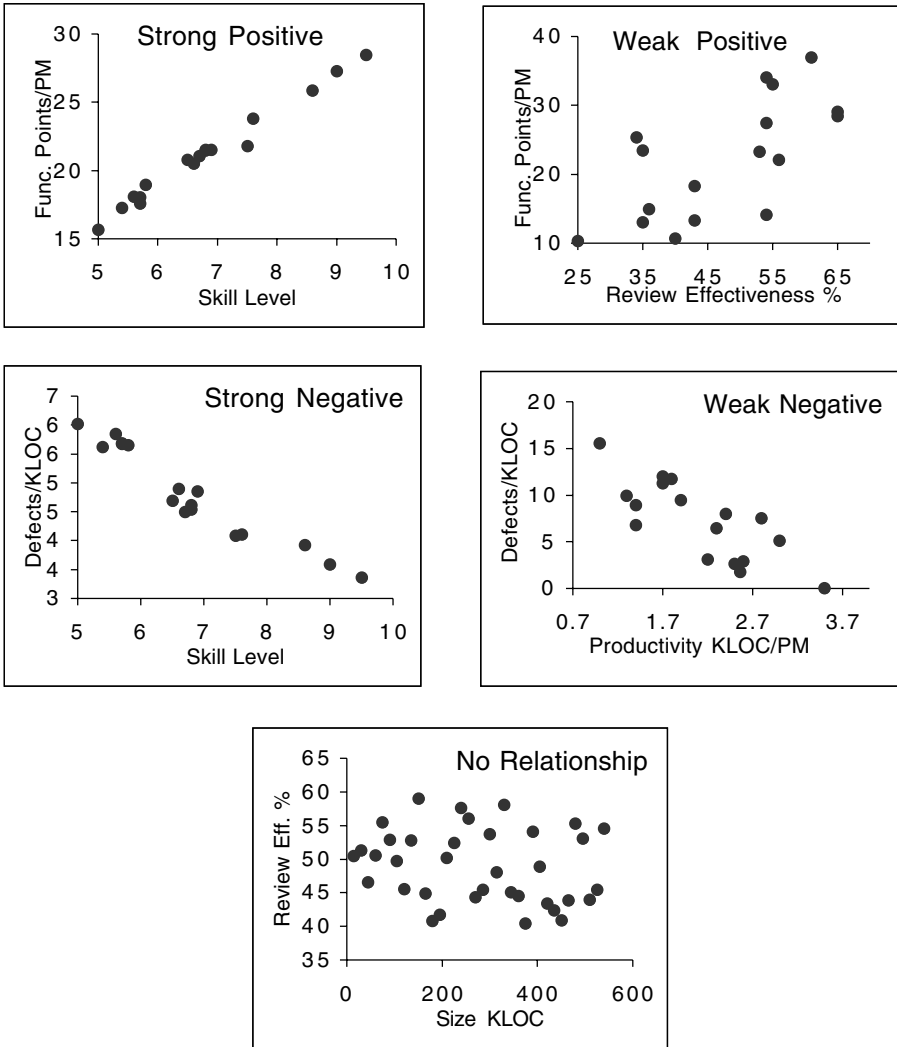 Strong Positive
30
25
20
15
Func. Points/PM
5 6 7 8 9 10
Skill Level
Weak Positive
40
30
20
10
Func. Points/PM
25 35 45 55 65
Review Effectiveness %
Strong Negative
7
6
6
5
5
4
4
3
Defects/KLOC
5 6 7 8 9 10
Skill Level
Weak Negative
20
15
10
5
0
Defects/KLOC
0.7 1.7 2.7 3.7
Productivity KLOC/PM
No Relationship
65
60
55
50
45
40
35
Review Eff. %
0 200 400 600
Size KLOC